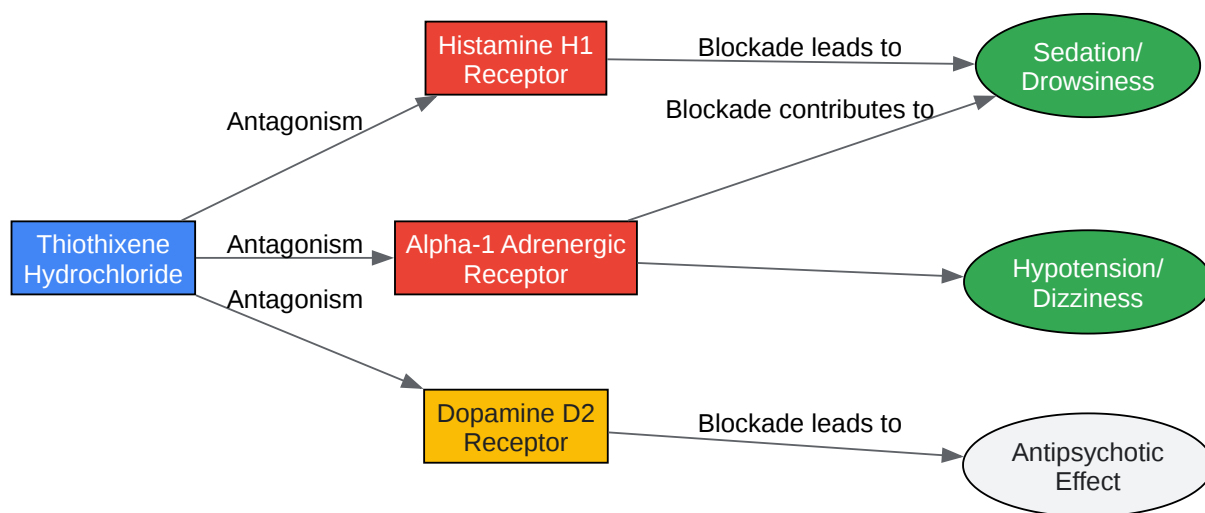 Histamine H1
Receptor
Blockade leads to
Sedation/
Drowsiness
Antagonism
Blockade contributes to
Thiothixene
Hydrochloride
Antagonism
Alpha-1 Adrenergic
Receptor
Hypotension/
Dizziness
Antagonism
Dopamine D2
Receptor
Blockade leads to
Antipsychotic
Effect